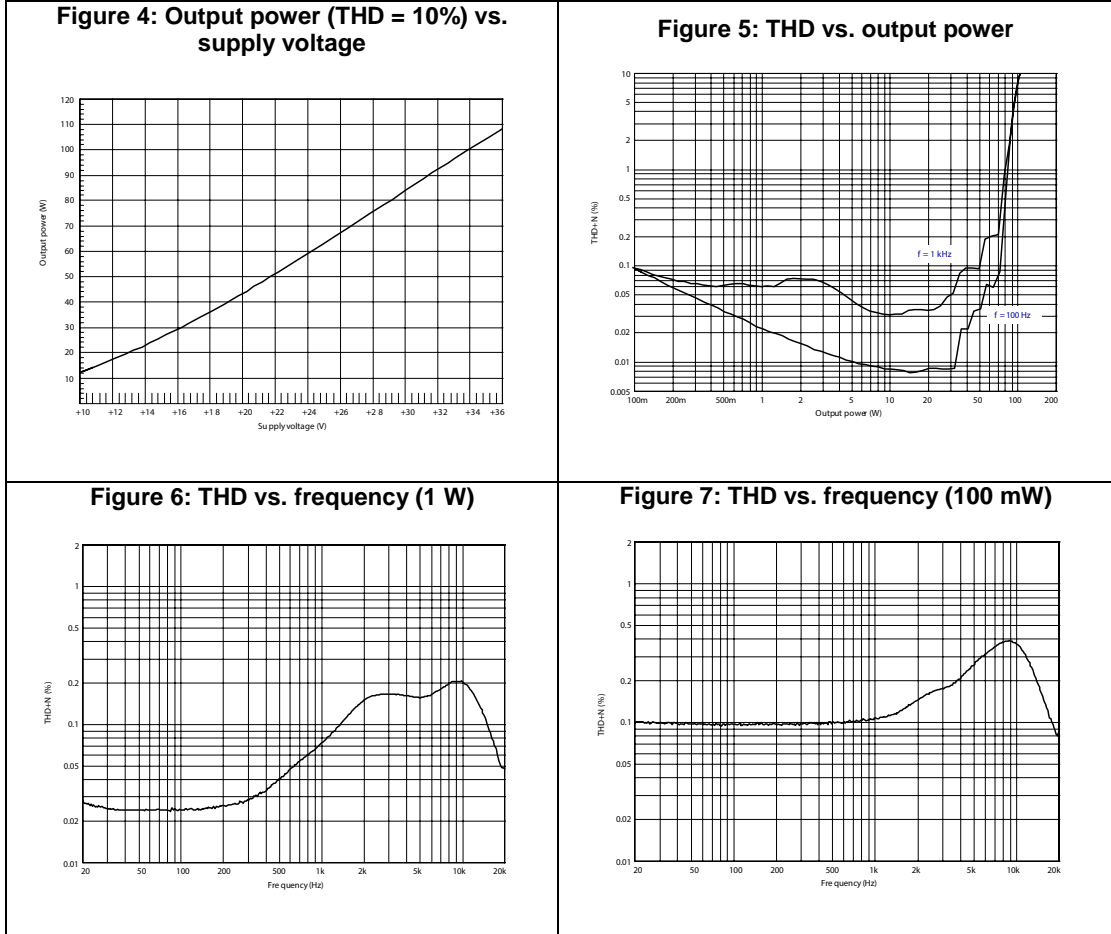 Figure 4: Output power (THD = 10%) vs.
supply voltage
120
110
100
90
80
70
60
50
40
30
20
10
Output power (W)
+10 +12 +14 +16 +18 +20 +22 +24 +26 +2 8 +30 +32 +34 +36
Supply voltage (V)
Figure 5: THD vs. output power
10
5
2
1
0.5
0.2
0.1
0.05
0.02
0.01
0.005
THD+N (%)
f = 1 kHz
f = 100 Hz
100m 200m 500m 1 2 5 10 20 50 100 200
Output power (W)
Figure 6: THD vs. frequency (1 W)
2
1
0.5
0.2
0.1
0.05
0.02
0.01
THD+N (%)
20 50 100 200 500 1k 2k 5k 10k 20k
Frequency (Hz)
Figure 7: THD vs. frequency (100 mW)
2
1
0.5
0.2
0.1
0.05
0.02
0.01
THD+N (%)
20 50 100 200 500 1k 2k 5k 10k 20k
Frequency (Hz)